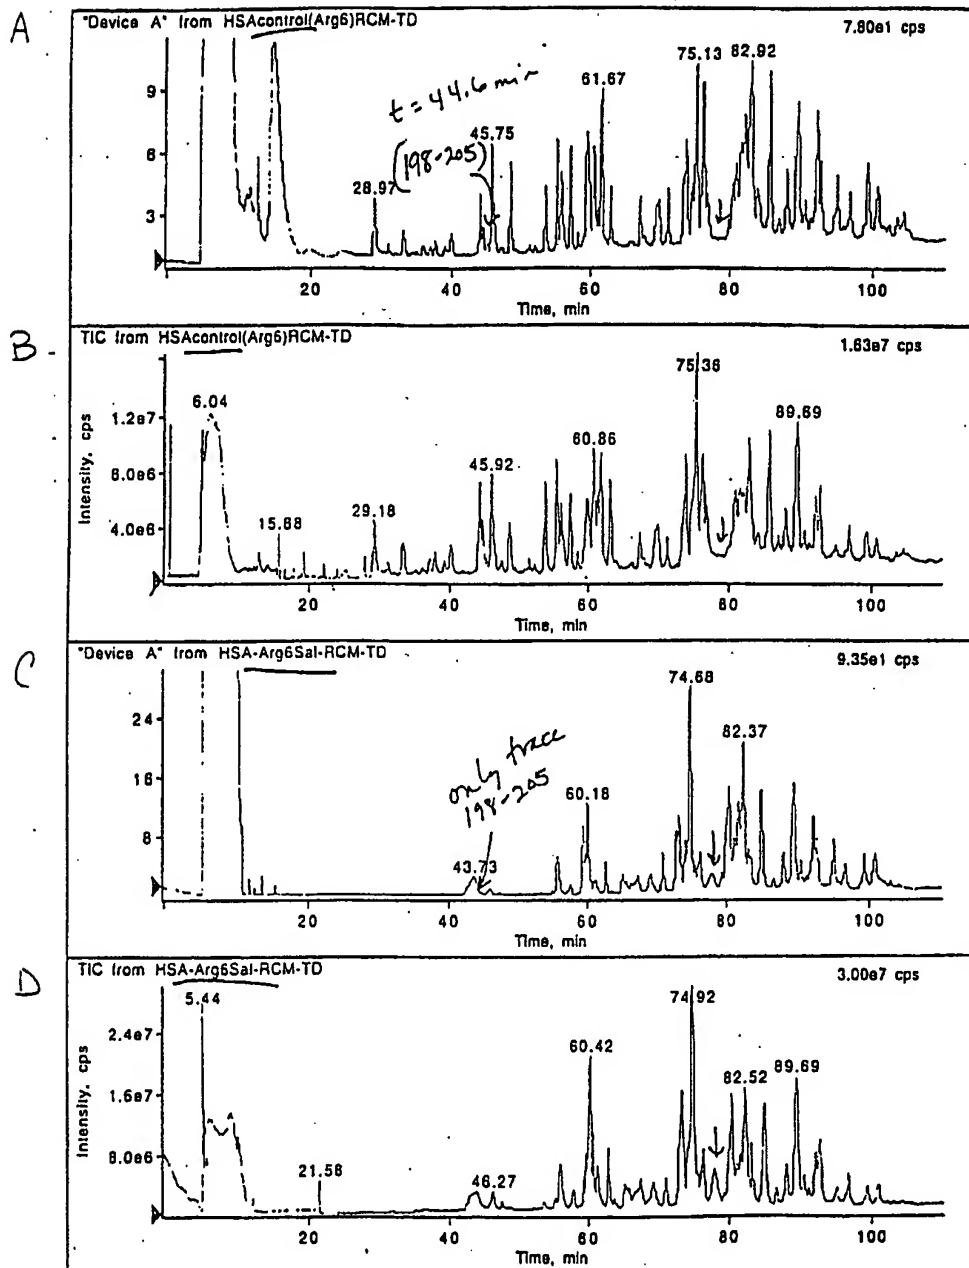 A
"Device A" from HSAcontrol(Arg6)RCM-TD
7.80e1 cps
t = 44.6 min
(198-205)
28.97
45.75
61.67
75.13
82.92
9
6
3
20
40
60
80
100
Time, min
B
TIC from HSAcontrol(Arg6)RCM-TD
1.63e7 cps
6.04
15.88
29.18
45.92
60.86
75.36
89.69
Intensity, cps
1.2e7
8.0e6
4.0e6
20
40
60
80
100
Time, min
C
"Device A" from HSA-Arg6Sal-RCM-TD
9.35e1 cps
only trace
198-205
43.73
60.18
74.68
82.37
24
16
8
20
40
60
80
100
Time, min
D
TIC from HSA-Arg6Sal-RCM-TD
3.00e7 cps
5.44
21.58
46.27
60.42
74.92
82.52
89.69
Intensity, cps
2.4e7
1.6e7
8.0e6
20
40
60
80
100
Time, min